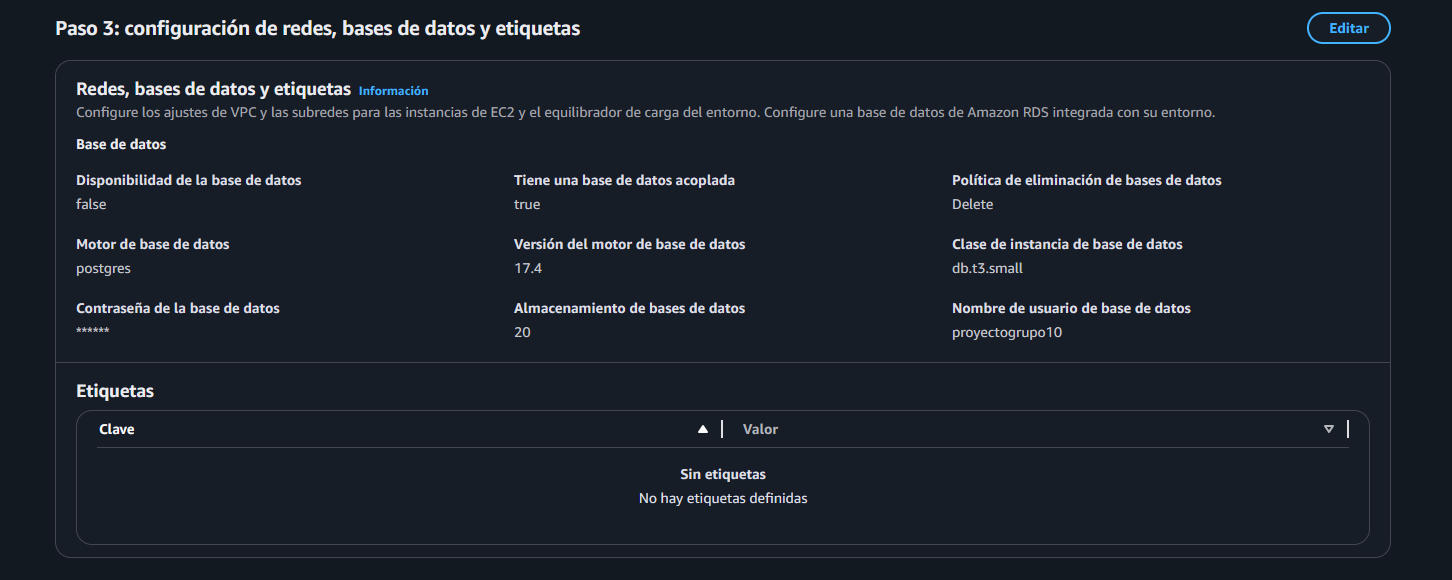 Paso 3: configuración de redes, bases de datos y etiquetas
Editar
Redes, bases de datos y etiquetas Información
Configure los ajustes de VPC y las subredes para las instancias de EC2 y el equilibrador de carga del entorno. Configure una base de datos de Amazon RDS integrada con su entorno.
Base de datos
Disponibilidad de la base de datos
false
Tiene una base de datos acoplada
true
Política de eliminación de bases de datos
Delete
Motor de base de datos
postgres
Versión del motor de base de datos
17.4
Clase de instancia de base de datos
db.t3.small
Contraseña de la base de datos
******
Almacenamiento de bases de datos
20
Nombre de usuario de base de datos
proyectogrupo10
Etiquetas
Clave
Valor
Sin etiquetas
No hay etiquetas definidas